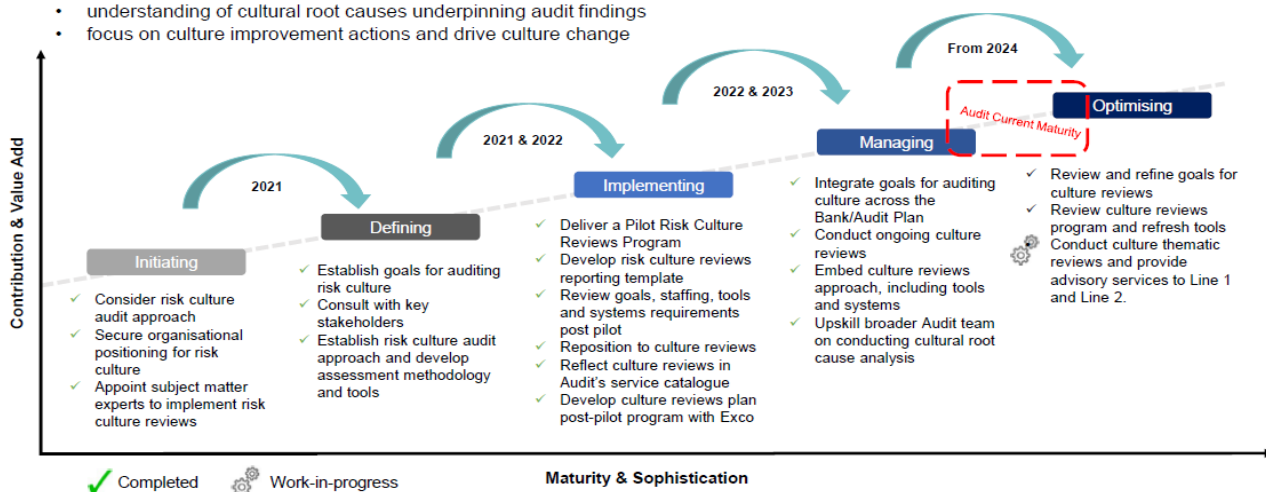 • understanding of cultural root causes underpinning audit findings
• focus on culture improvement actions and drive culture change
Contribution & Value Add
2021
2021 & 2022
2022 & 2023
From 2024
Audit Current Maturity
Initiating
✓ Consider risk culture
audit approach
✓ Secure organisational
positioning for risk
culture
✓ Appoint subject matter
experts to implement risk
culture reviews
Defining
✓ Establish goals for auditing
risk culture
✓ Consult with key
stakeholders
✓ Establish risk culture audit
approach and develop
assessment methodology
and tools
Implementing
✓ Deliver a Pilot Risk Culture
Reviews Program
✓ Develop risk culture reviews
reporting template
✓ Review goals, staffing, tools
and systems requirements
post pilot
✓ Reposition to culture reviews
✓ Reflect culture reviews in
Audit's service catalogue
✓ Develop culture reviews plan
post-pilot program with Exco
Managing
✓ Integrate goals for auditing
culture across the
Bank/Audit Plan
✓ Conduct ongoing culture
reviews
✓ Embed culture reviews
approach, including tools
and systems
✓ Upskill broader Audit team
on conducting cultural root
cause analysis
Optimising
✓ Review and refine goals for
culture reviews
✓ Review culture reviews
program and refresh tools
Conduct culture thematic
reviews and provide
advisory services to Line 1
and Line 2.
✓ Completed
Work-in-progress
Maturity & Sophistication